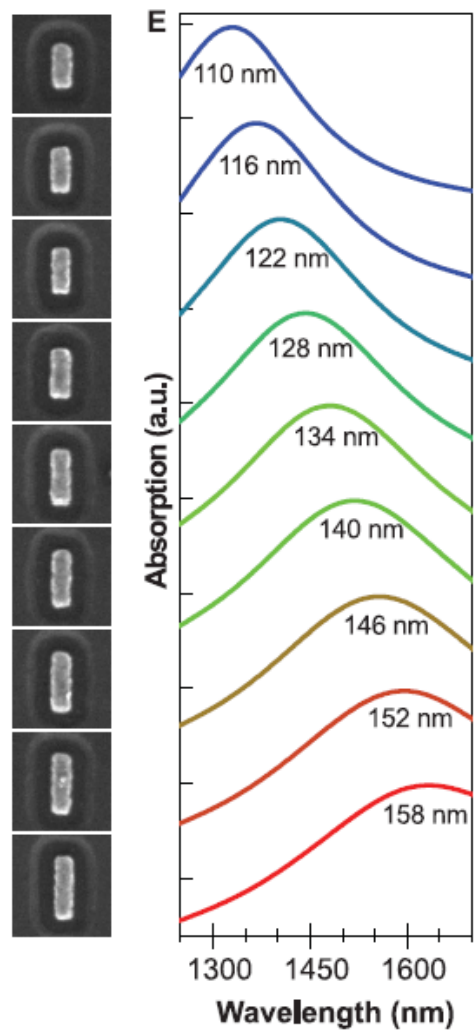 E
110 nm
116 nm
122 nm
128 nm
134 nm
140 nm
146 nm
152 nm
158 nm
Absorption (a.u.)
1300 1450 1600
Wavelength (nm)